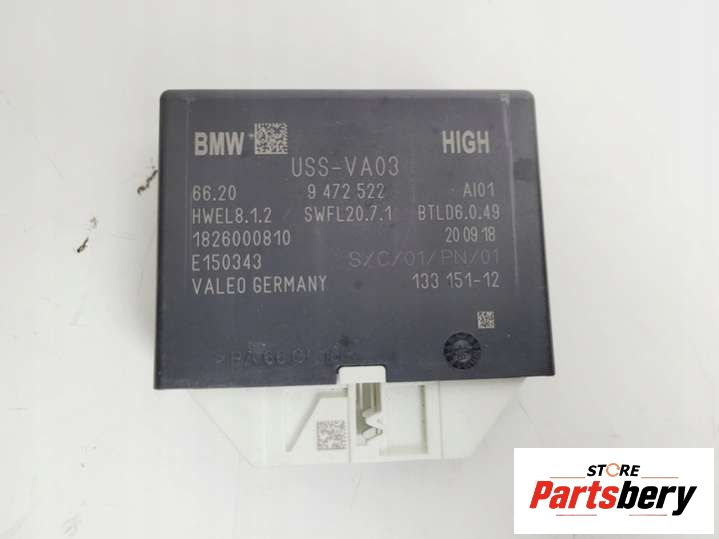 BMW HIGH
USS-VA03
66.20 9 472 522 AI01
HWEL8.1.2 SWFL20.7.1 BTLD6.0.49
1826000810 20 09 18
E150343 S/C/01/PN/01
VALEO GERMANY 133 151-12
STORE
Partsbery